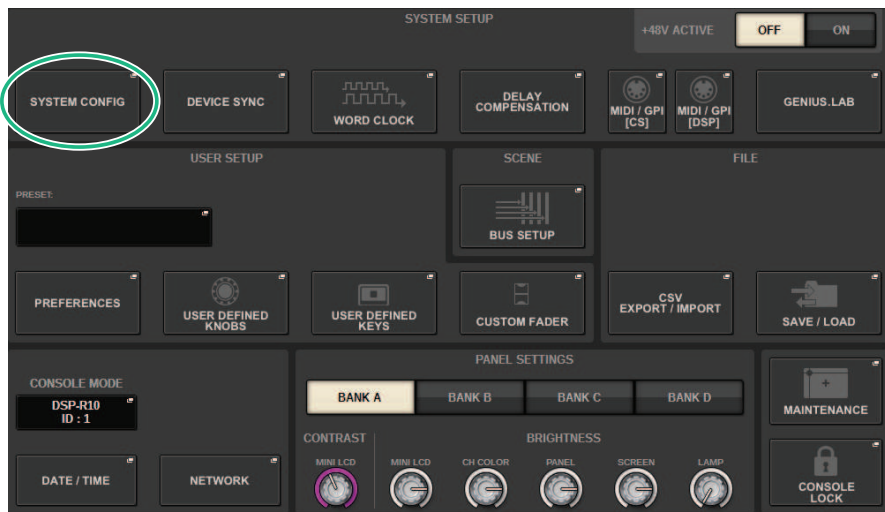 SYSTEM SETUP
+48V ACTIVE
OFF
ON
SYSTEM CONFIG
DEVICE SYNC
WORD CLOCK
DELAY
COMPENSATION
MIDI / GPI
[CS]
MIDI / GPI
[DSP]
GENIUS.LAB
USER SETUP
SCENE
FILE
PRESET:
BUS SETUP
PREFERENCES
USER DEFINED
KNOBS
USER DEFINED
KEYS
CUSTOM FADER
CSV
EXPORT / IMPORT
SAVE / LOAD
CONSOLE MODE
DSP-R10
ID : 1
DATE / TIME
NETWORK
PANEL SETTINGS
BANK A
BANK B
BANK C
BANK D
CONTRAST
BRIGHTNESS
MINI LCD
MINI LCD
CH COLOR
PANEL
SCREEN
LAMP
MAINTENANCE
CONSOLE
LOCK